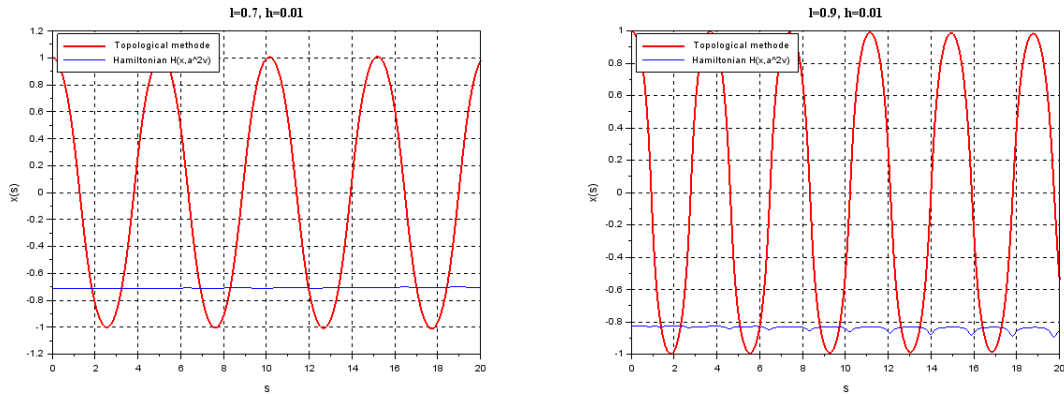 l=0.7, h=0.01
1.2
1
0.8
0.6
0.4
0.2
0
-0.2
-0.4
-0.6
-0.8
-1
-1.2
x(s)
Topological methode
Hamiltonian H(x,a^2v)
0 2 4 6 8 10 12 14 16 18 20
s
l=0.9, h=0.01
1
0.8
0.6
0.4
0.2
0
-0.2
-0.4
-0.6
-0.8
-1
x(s)
Topological methode
Hamiltonian H(x,a^2v)
0 2 4 6 8 10 12 14 16 18 20
s